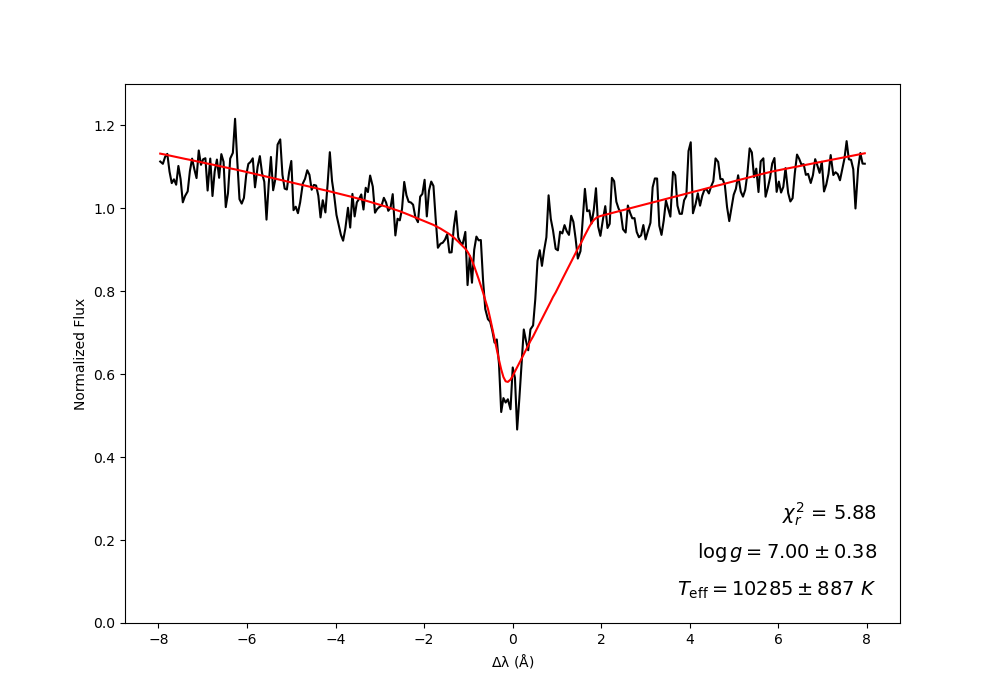 1.2
1.0
0.8
0.6
0.4
0.2
0.0
Normalized Flux
χ²ᵣ = 5.88
log g = 7.00 ± 0.38
T_eff = 10285 ± 887 K
−8 −6 −4 −2 0 2 4 6 8
Δλ (Å)